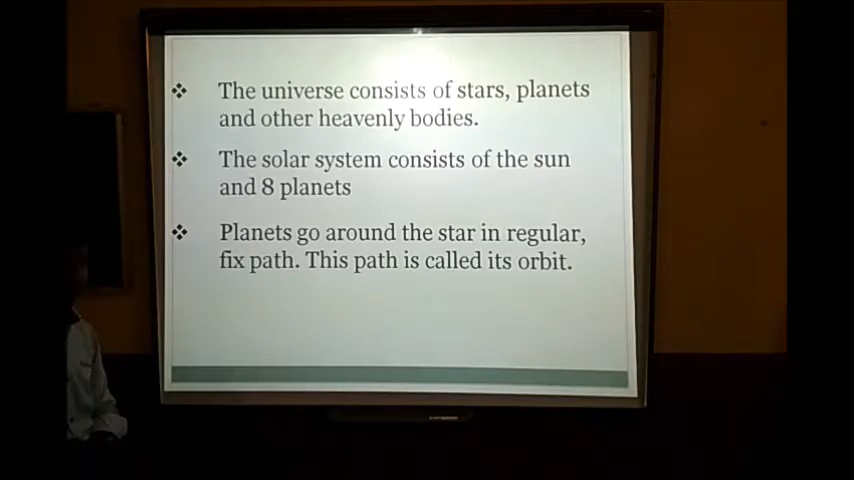 The universe consists of stars, planets
and other heavenly bodies.
The solar system consists of the sun
and 8 planets
Planets go around the star in regular,
fix path. This path is called its orbit.